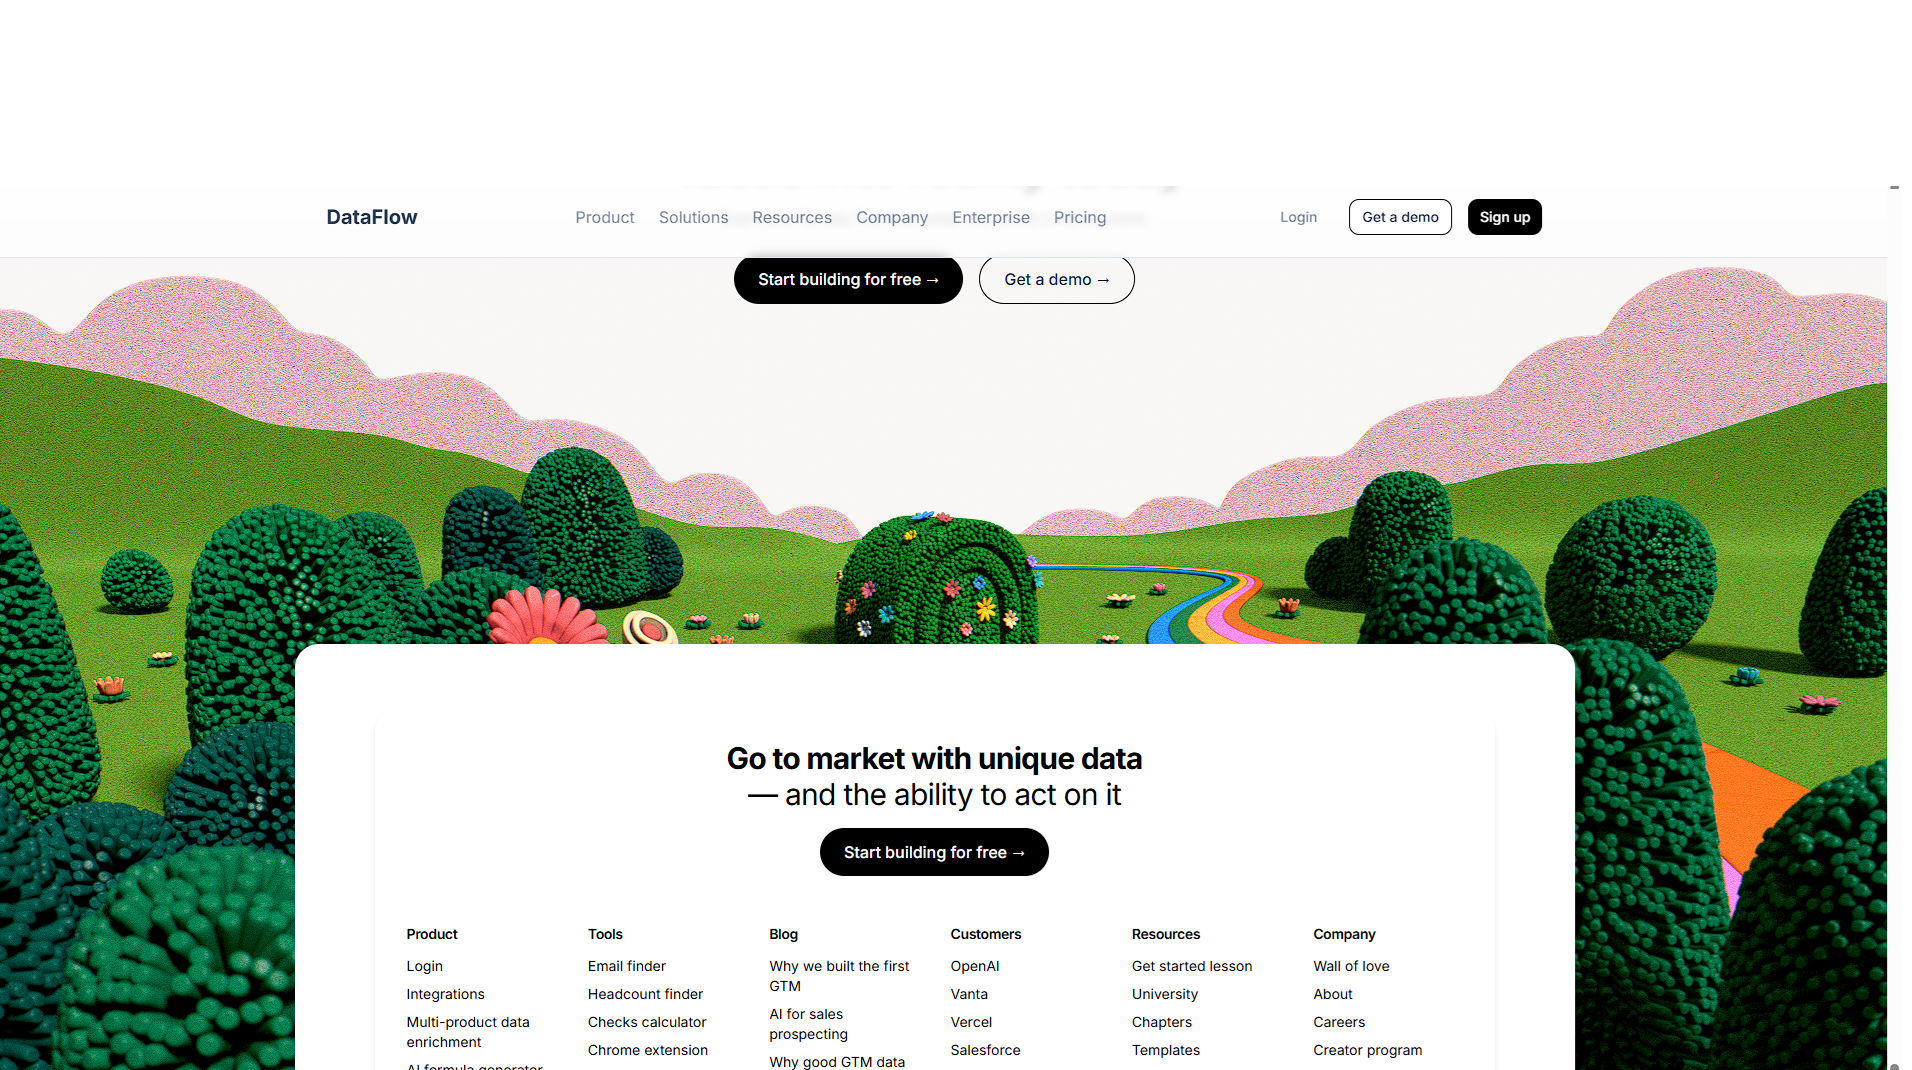 DataFlow
Product Solutions Resources Company Enterprise Pricing
Login
Get a demo
Sign up
Start building for free →
Get a demo →
Go to market with unique data
— and the ability to act on it
Start building for free →
Product
Login
Integrations
Multi-product data
enrichment
AI formula generator
Tools
Email finder
Headcount finder
Checks calculator
Chrome extension
Blog
Why we built the first
GTM
AI for sales
prospecting
Why good GTM data
Customers
OpenAI
Vanta
Vercel
Salesforce
Resources
Get started lesson
University
Chapters
Templates
Company
Wall of love
About
Careers
Creator program